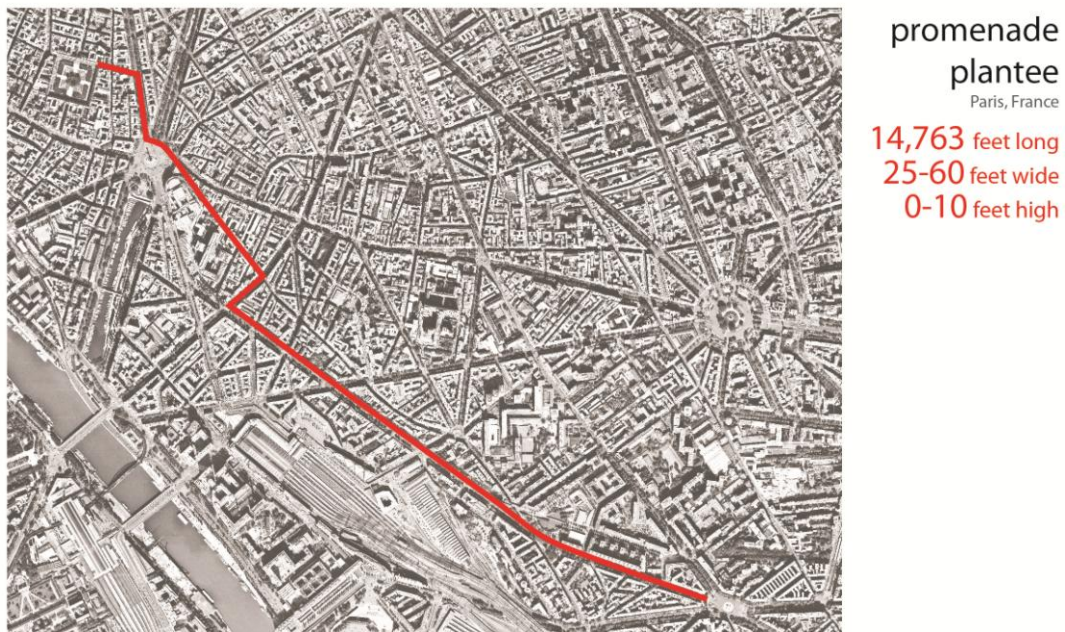 promenade
plantee
Paris, France
14,763 feet long
25-60 feet wide
0-10 feet high